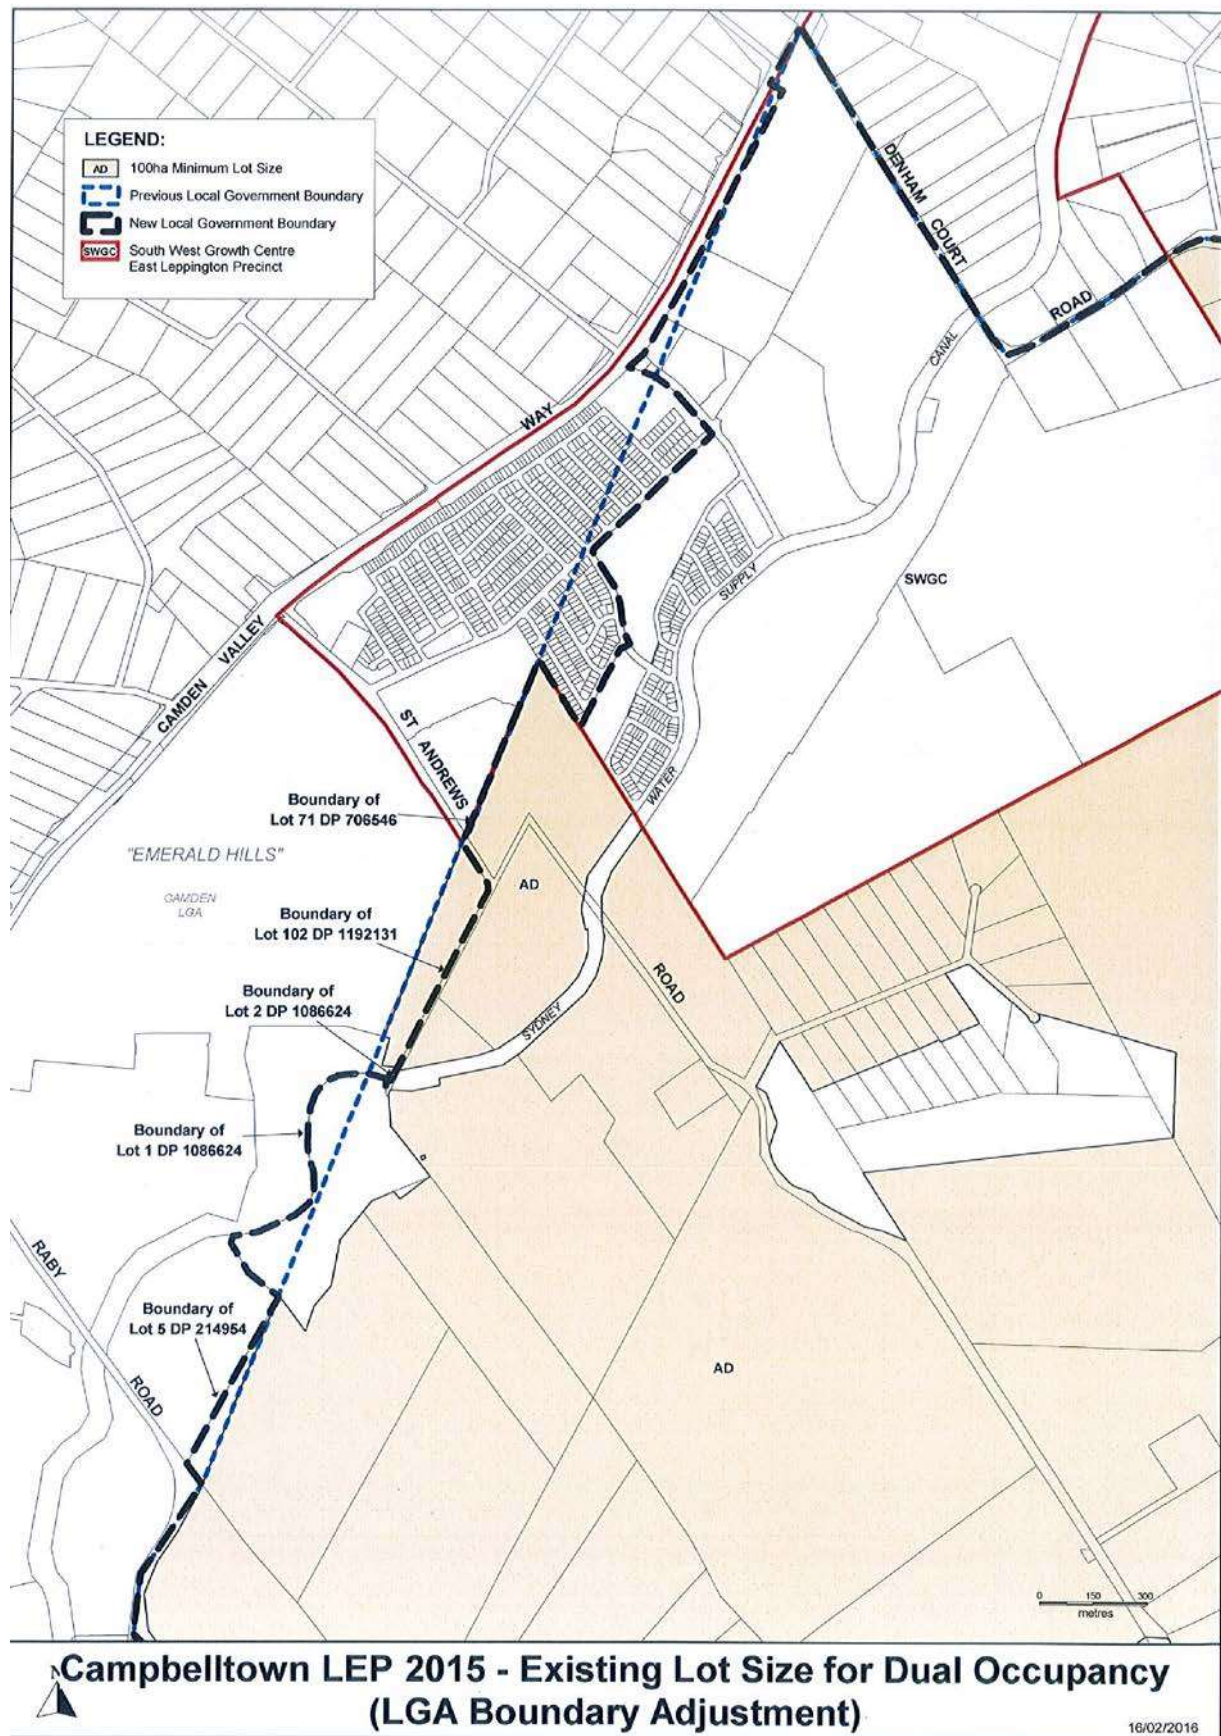 LEGEND:
AD 100ha Minimum Lot Size
Previous Local Government Boundary
New Local Government Boundary
SWGC South West Growth Centre
East Leppington Precinct
DENHAM COURT
ROAD
CANAL
WAY
SUPPLY
SWGC
VALLEY
CAMDEN
ST ANDREWS
WATER
Boundary of
Lot 71 DP 706546
"EMERALD HILLS"
CAMDEN
LGA
AD
Boundary of
Lot 102 DP 1192131
ROAD
Boundary of
Lot 2 DP 1086624
SYDNEY
Boundary of
Lot 1 DP 1086624
RABY
Boundary of
Lot 5 DP 214954
AD
ROAD
0 150 300
metres
N
Campbelltown LEP 2015 - Existing Lot Size for Dual Occupancy
(LGA Boundary Adjustment)
16/02/2016